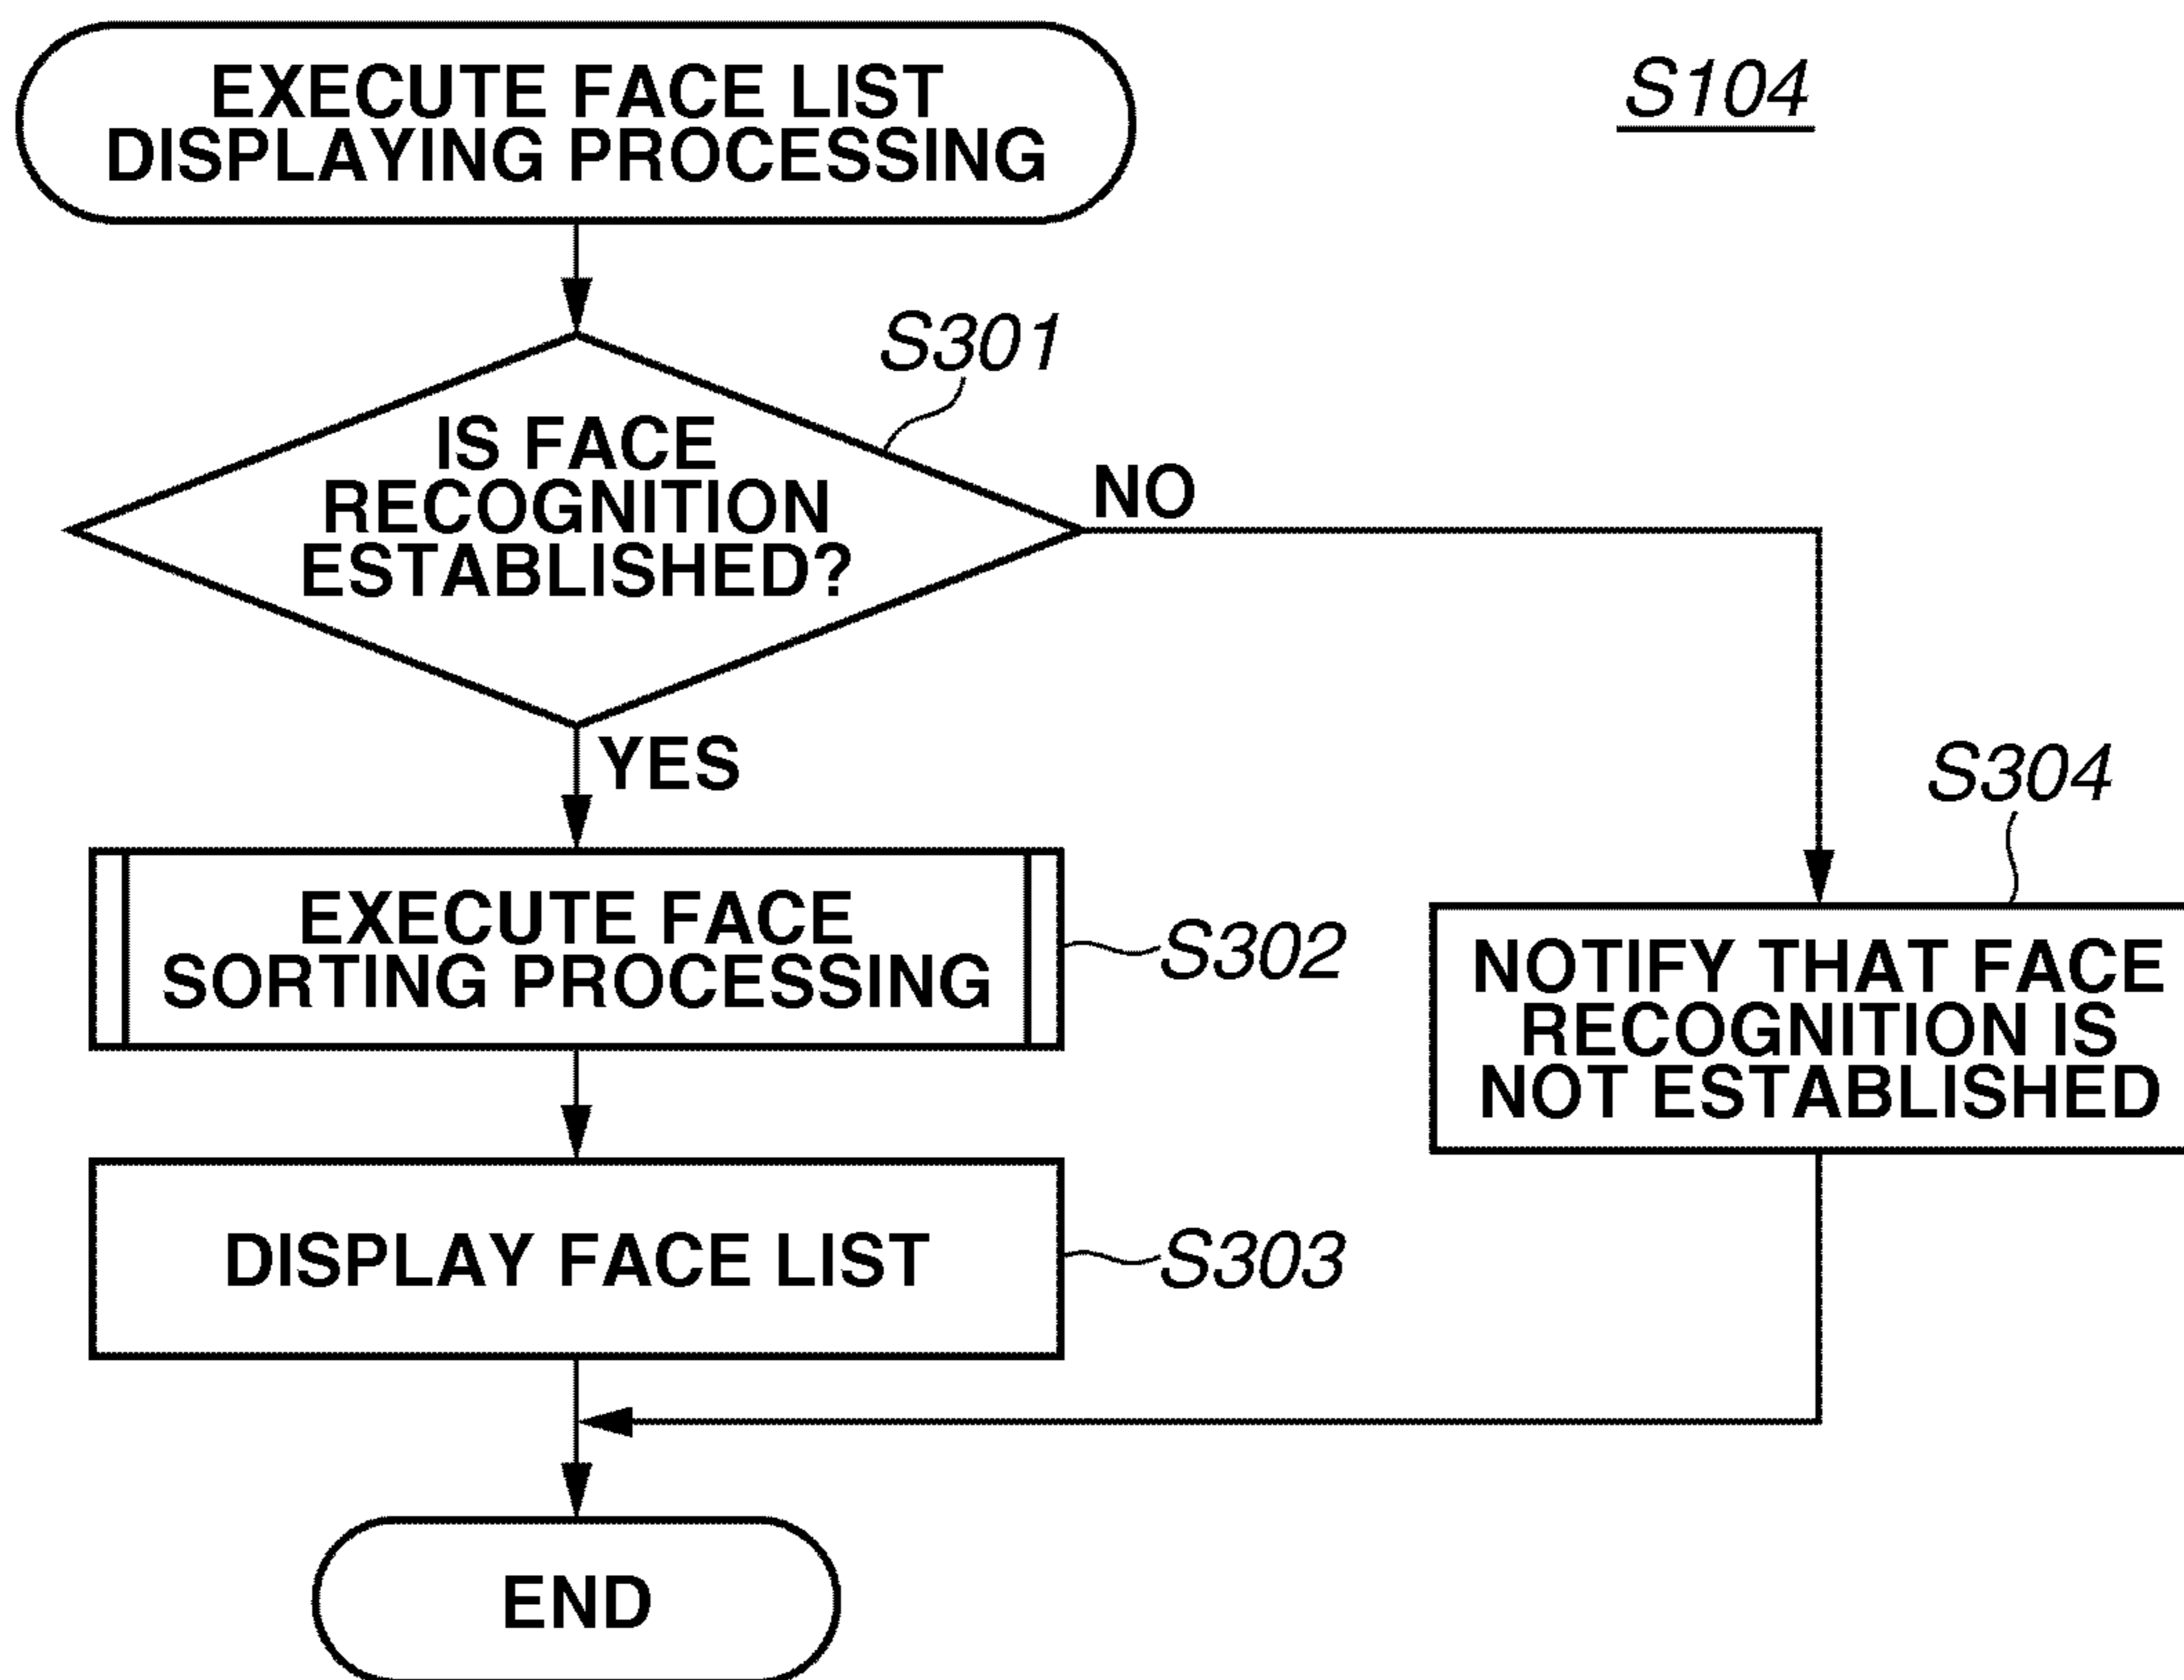 EXECUTE FACE LIST
DISPLAYING PROCESSING
S104
S301
IS FACE
RECOGNITION
ESTABLISHED?
NO
YES
S304
EXECUTE FACE
SORTING PROCESSING
S302
NOTIFY THAT FACE
RECOGNITION IS
NOT ESTABLISHED
DISPLAY FACE LIST
S303
END